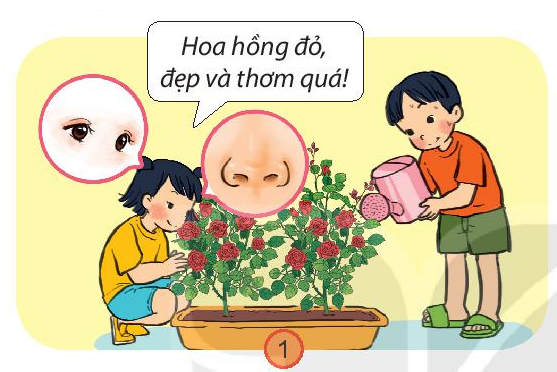 Hoa hồng đỏ,
đẹp và thơm quá!
1